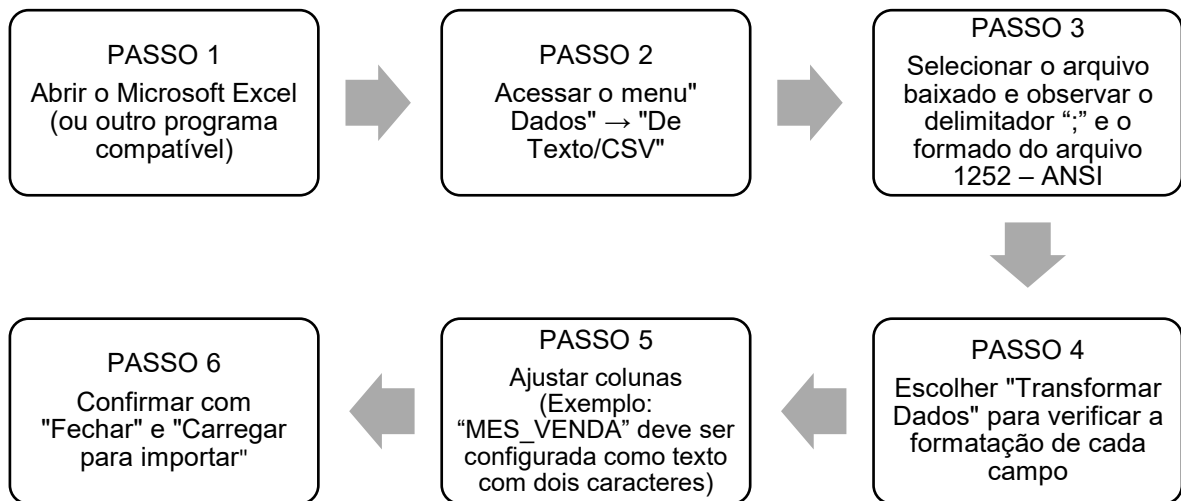 PASSO 1
Abrir o Microsoft Excel
(ou outro programa
compatível)
PASSO 2
Acessar o menu"
Dados" → "De
Texto/CSV"
PASSO 3
Selecionar o arquivo
baixado e observar o
delimitador “;” e o
formado do arquivo
1252 – ANSI
PASSO 4
Escolher "Transformar
Dados" para verificar a
formatação de cada
campo
PASSO 5
Ajustar colunas
(Exemplo:
“MES_VENDA” deve ser
configurada como texto
com dois caracteres)
PASSO 6
Confirmar com
"Fechar" e "Carregar
para importar"